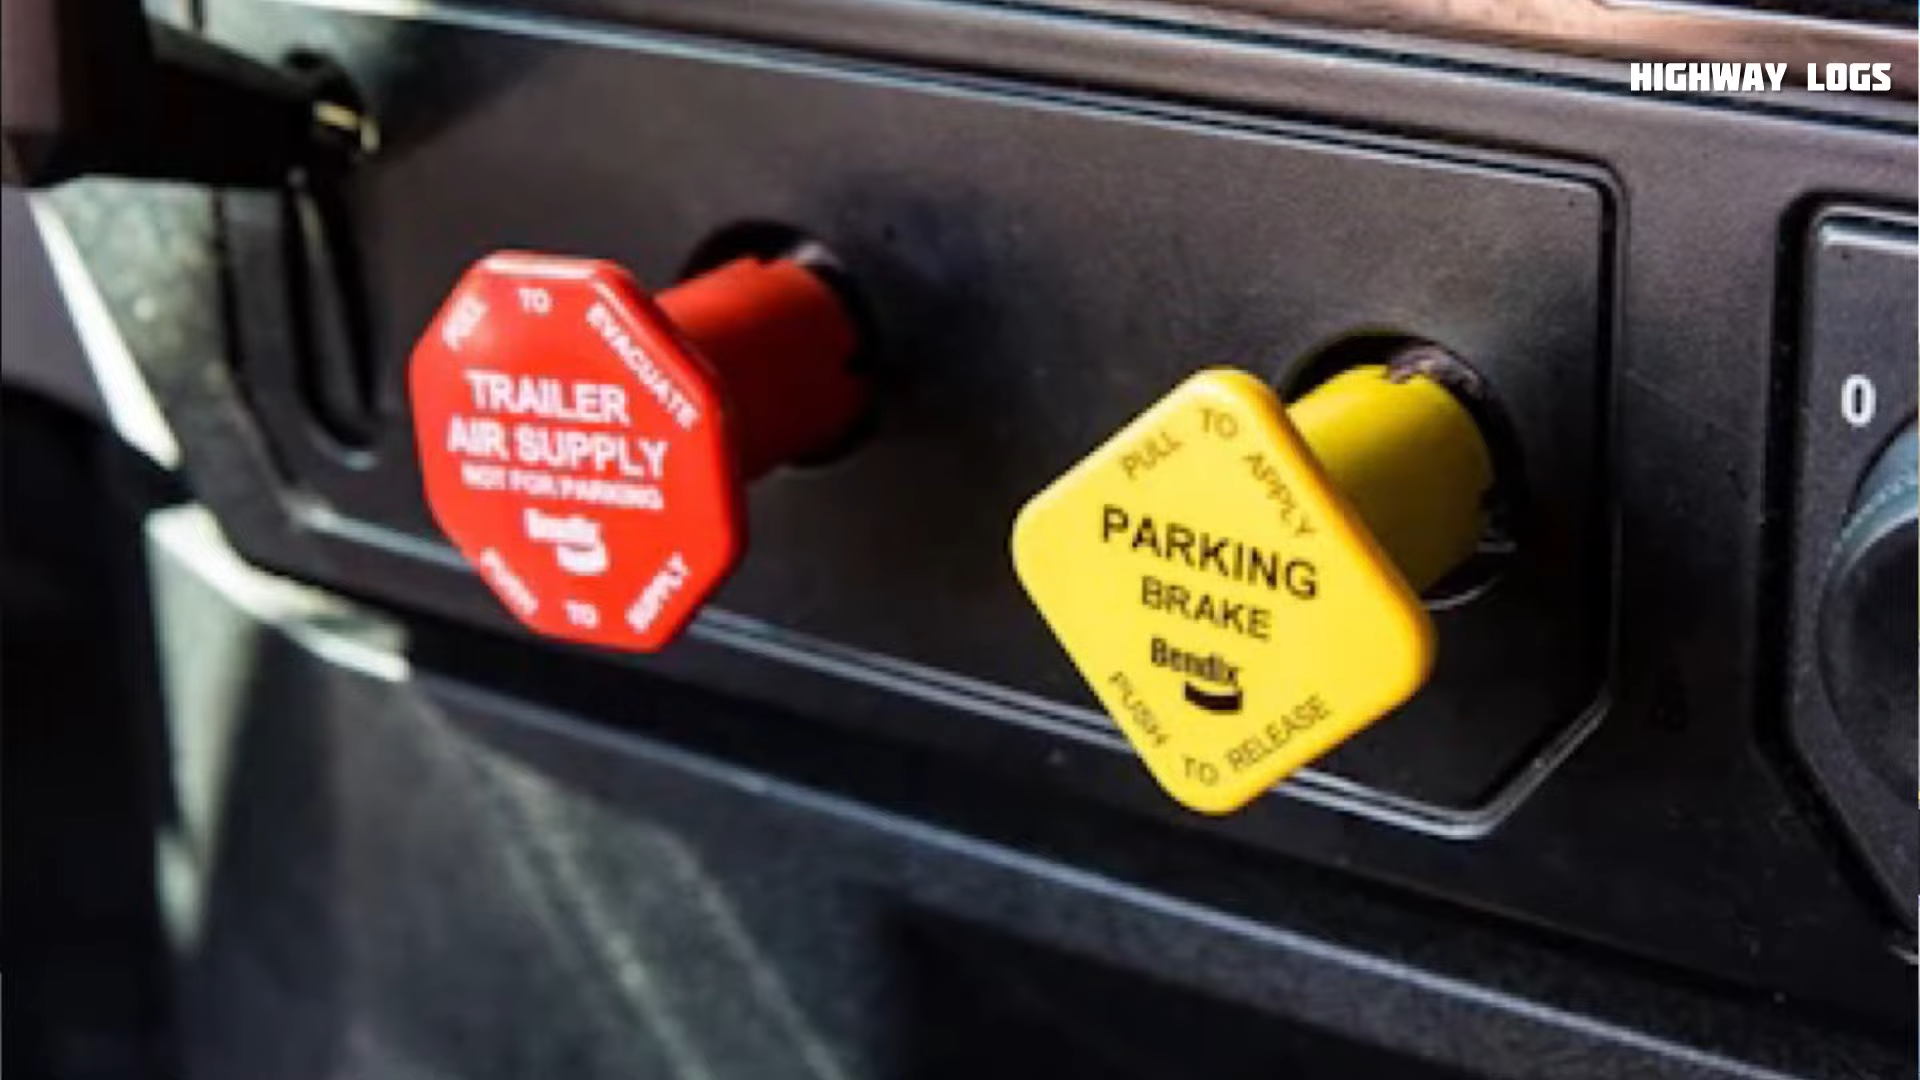 HIGHWAY LOGS
PULL TO EVACUATE
TRAILER
AIR SUPPLY
NOT FOR PARKING
Bendix
PUSH TO SUPPLY
PULL TO APPLY
PARKING
BRAKE
Bendix
PUSH TO RELEASE
0